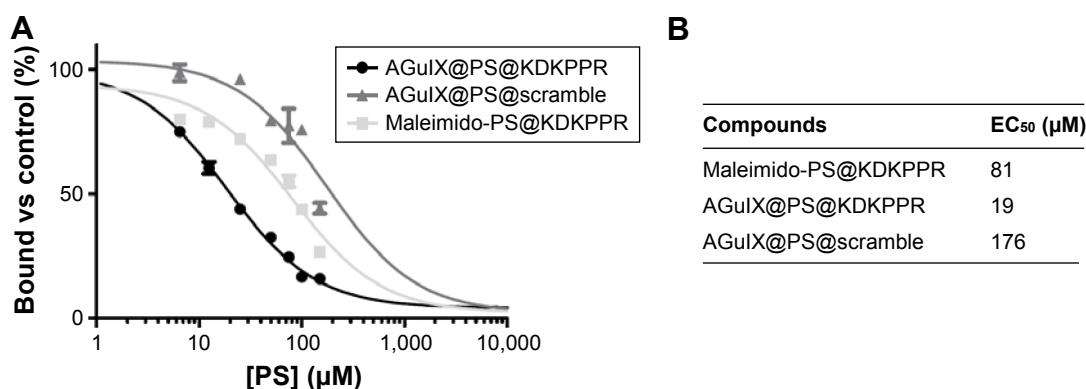 A
Bound vs control (%)
100
50
0
1
10
100
1,000
10,000
[PS] (µM)
AGuIX@PS@KDKPPR
AGuIX@PS@scramble
Maleimido-PS@KDKPPR
B
Compounds EC₅₀ (µM)
Maleimido-PS@KDKPPR 81
AGuIX@PS@KDKPPR 19
AGuIX@PS@scramble 176